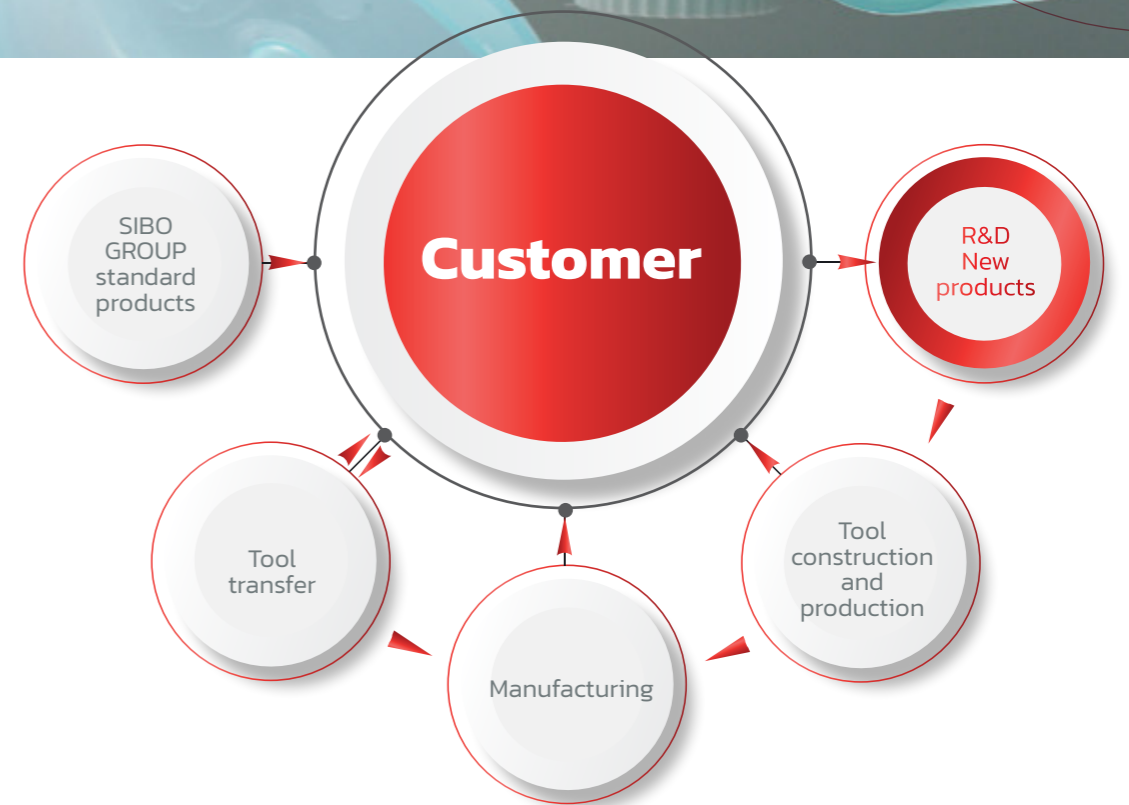 Customer
SIBO
GROUP
standard
products
R&D
New
products
Tool
transfer
Manufacturing
Tool
construction
and
production